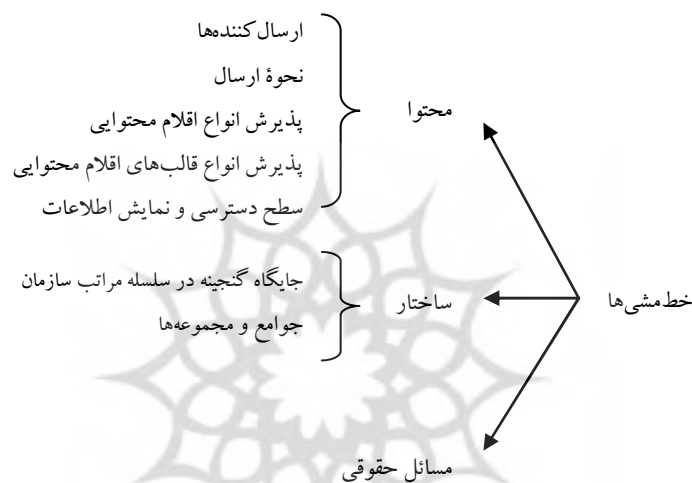 خط‌مشی‌ها
محتوا
ارسال‌کننده‌ها
نحوۀ ارسال
پذیرش انواع اقلام محتوایی
پذیرش انواع قالب‌های اقلام محتوایی
سطح دسترسی و نمایش اطلاعات
ساختار
جایگاه گنجینه در سلسله مراتب سازمان
جوامع و مجموعه‌ها
مسائل حقوقی